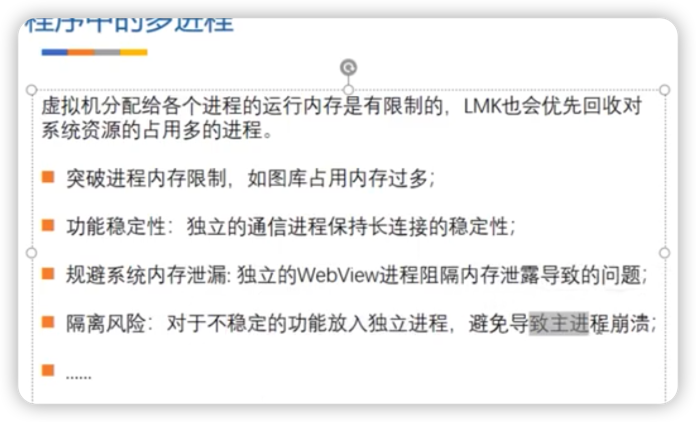 程序中的多进程
虚拟机分配给各个进程的运行内存是有限制的，LMK也会优先回收对
系统资源的占用多的进程。
突破进程内存限制，如图库占用内存过多；
功能稳定性：独立的通信进程保持长连接的稳定性；
规避系统内存泄漏: 独立的WebView进程阻隔内存泄露导致的问题；
隔离风险：对于不稳定的功能放入独立进程，避免导致主进程崩溃；
......